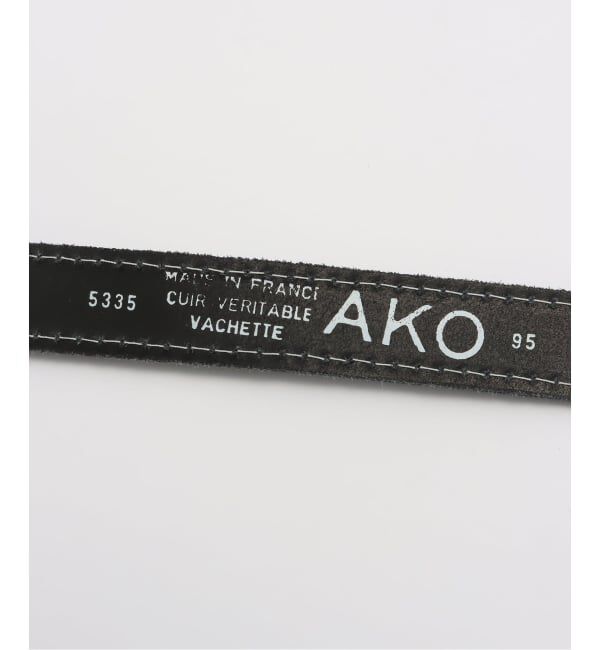 5335
MADE IN FRANCE
CUIR VERITABLE
VACHETTE
AKO
95